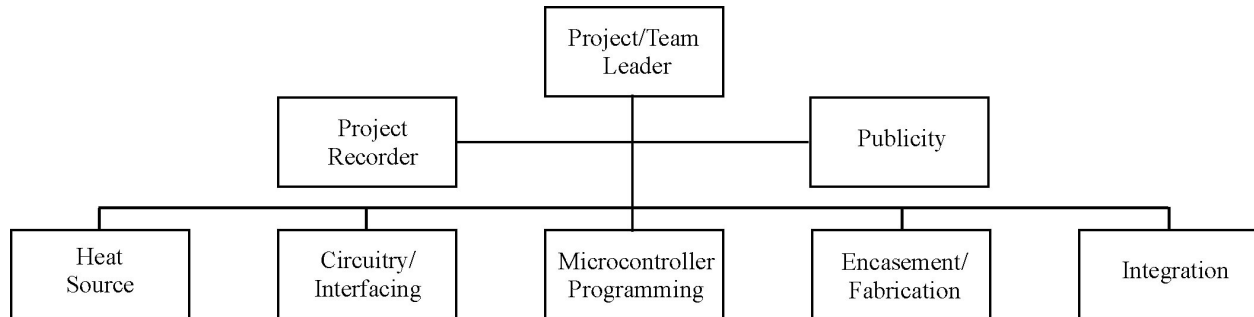 Project/Team
Leader
Project
Recorder
Publicity
Heat
Source
Circuitry/
Interfacing
Microcontroller
Programming
Encasement/
Fabrication
Integration